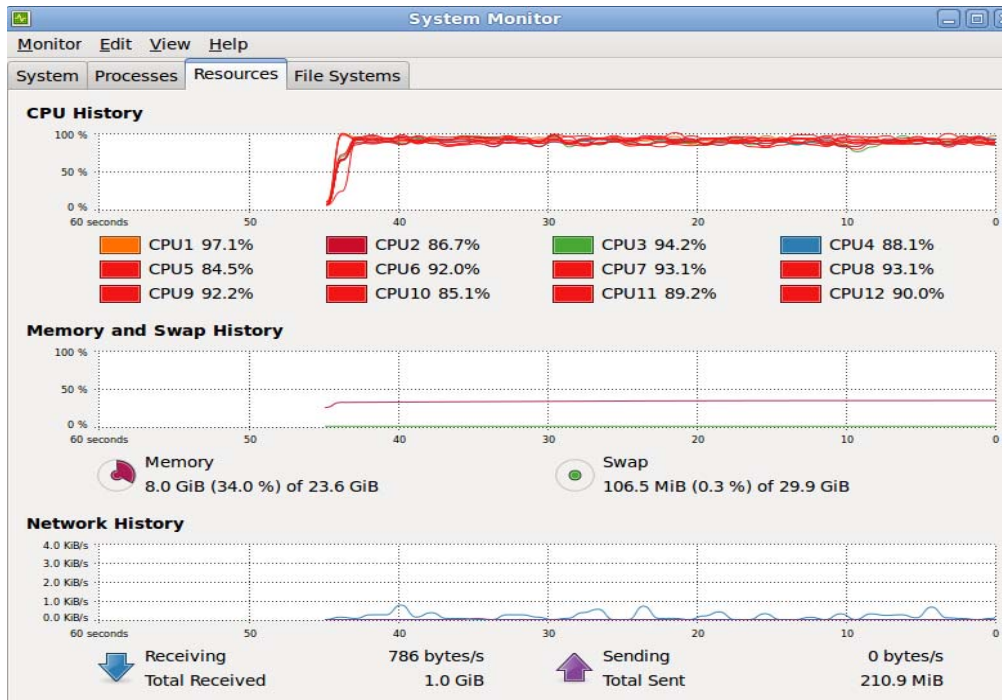 System Monitor
Monitor Edit View Help
System Processes Resources File Systems
CPU History
100 %
50 %
0 %
60 seconds 50 40 30 20 10 0
CPU1 97.1% CPU2 86.7% CPU3 94.2% CPU4 88.1%
CPU5 84.5% CPU6 92.0% CPU7 93.1% CPU8 93.1%
CPU9 92.2% CPU10 85.1% CPU11 89.2% CPU12 90.0%
Memory and Swap History
100 %
50 %
0 %
60 seconds 50 40 30 20 10 0
Memory Swap
8.0 GiB (34.0 %) of 23.6 GiB 106.5 MiB (0.3 %) of 29.9 GiB
Network History
4.0 KiB/s
3.0 KiB/s
2.0 KiB/s
1.0 KiB/s
0.0 KiB/s
60 seconds 50 40 30 20 10 0
Receiving 786 bytes/s Sending 0 bytes/s
Total Received 1.0 GiB Total Sent 210.9 MiB